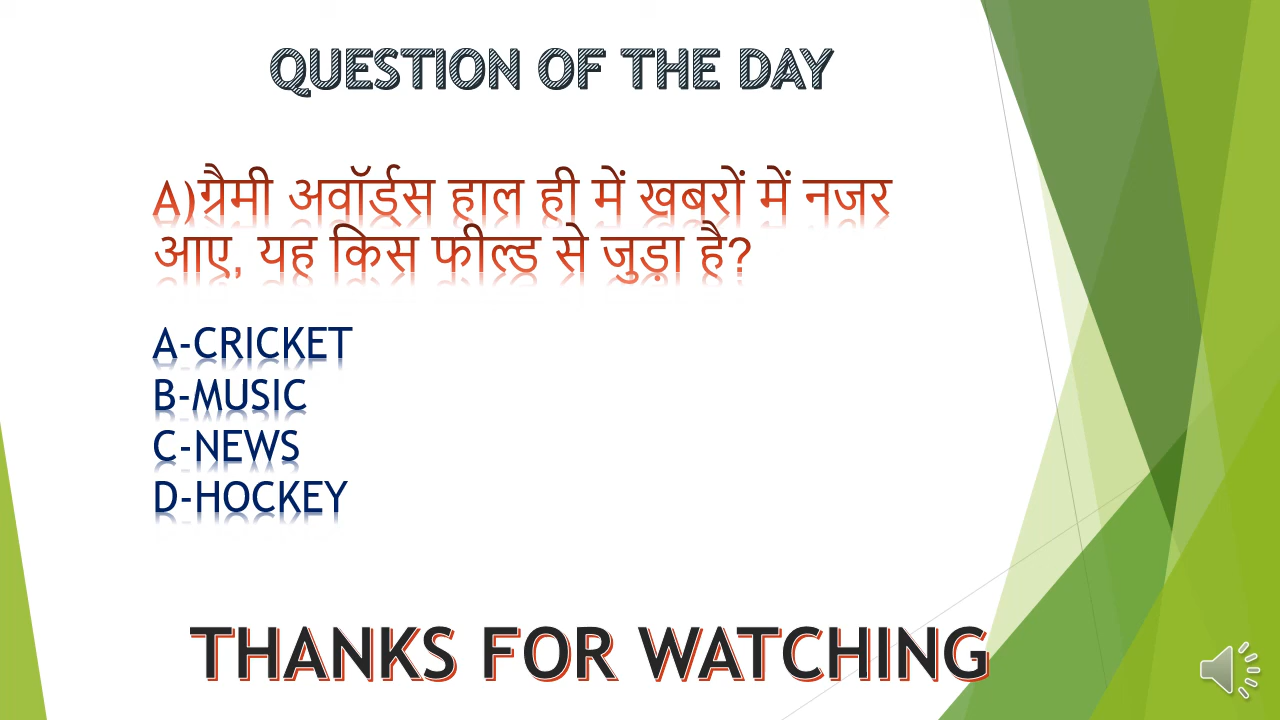 QUESTION OF THE DAY
A)ग्रैमी अवॉर्ड्स हाल ही में खबरों में नजर
आए, यह किस फील्ड से जुड़ा है?
A-CRICKET
B-MUSIC
C-NEWS
D-HOCKEY
THANKS FOR WATCHING